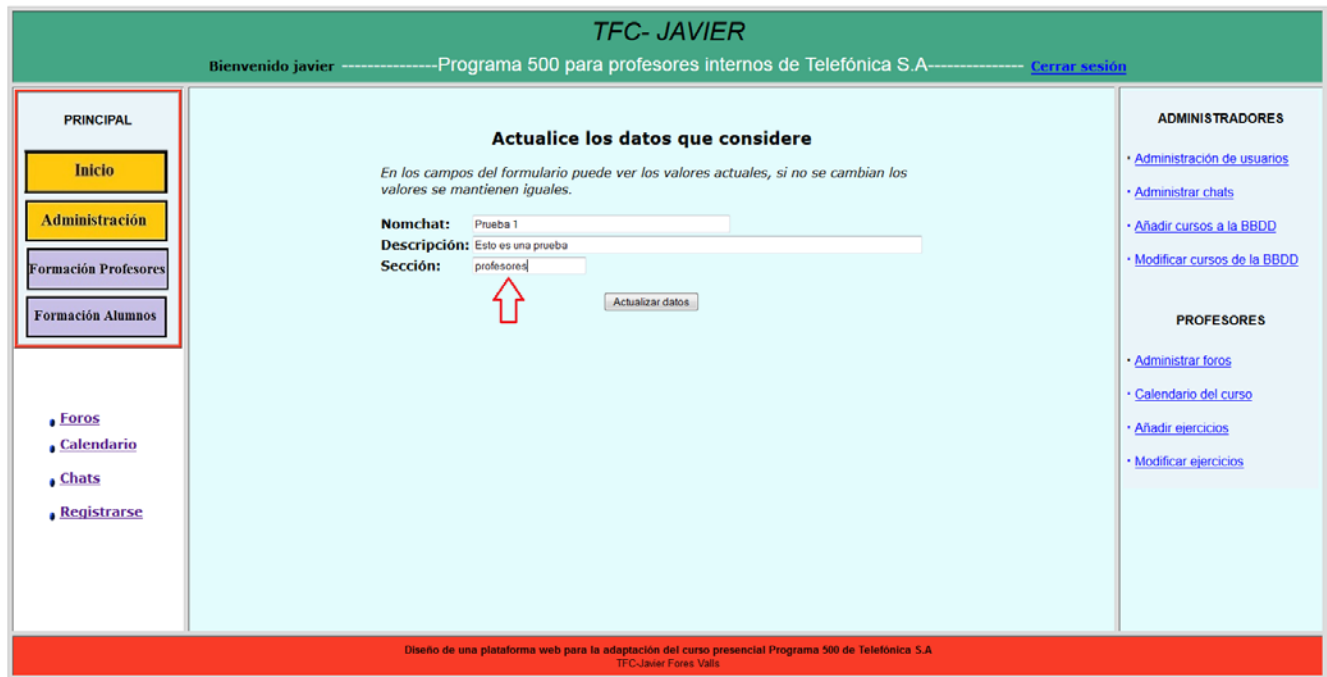 TFC- JAVIER
Bienvenido javier ---------------Programa 500 para profesores internos de Telefónica S.A--------------- Cerrar sesión
PRINCIPAL
Inicio
Administración
Formación Profesores
Formación Alumnos
Foros
Calendario
Chats
Registrarse
Actualice los datos que considere
En los campos del formulario puede ver los valores actuales, si no se cambian los
valores se mantienen iguales.
Nomchat: Prueba 1
Descripción: Esto es una prueba
Sección: profesores
Actualizar datos
ADMINISTRADORES
Administración de usuarios
Administrar chats
Añadir cursos a la BBDD
Modificar cursos de la BBDD
PROFESORES
Administrar foros
Calendario del curso
Añadir ejercicios
Modificar ejercicios
Diseño de una plataforma web para la adaptación del curso presencial Programa 500 de Telefónica S.A
TFC-Javier Fores Valls